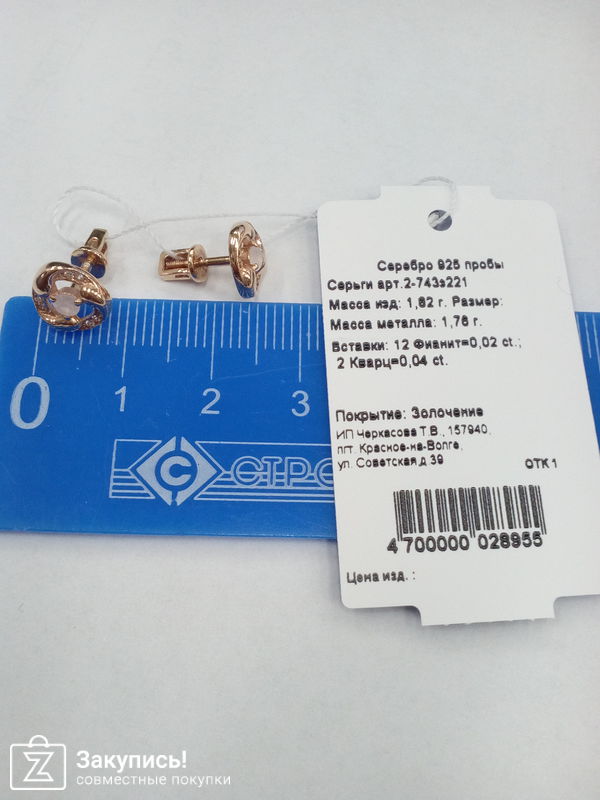 Серебро 925 пробы
Серьги арт.2-743з221
Масса изд: 1,82 г. Размер:
Масса металла: 1,76 г.
Вставки: 12 Фианит=0,02 ct.;
2 Кварц=0,04 ct.
Покрытие: Золочение
ИП Черкасова Т.В., 157940,
пгт. Красное-на-Волге,
ул. Советская д.39
ОТК 1
4 700000 028955
Цена изд. :
0 1 2 3
СТРО
Закупись!
совместные покупки